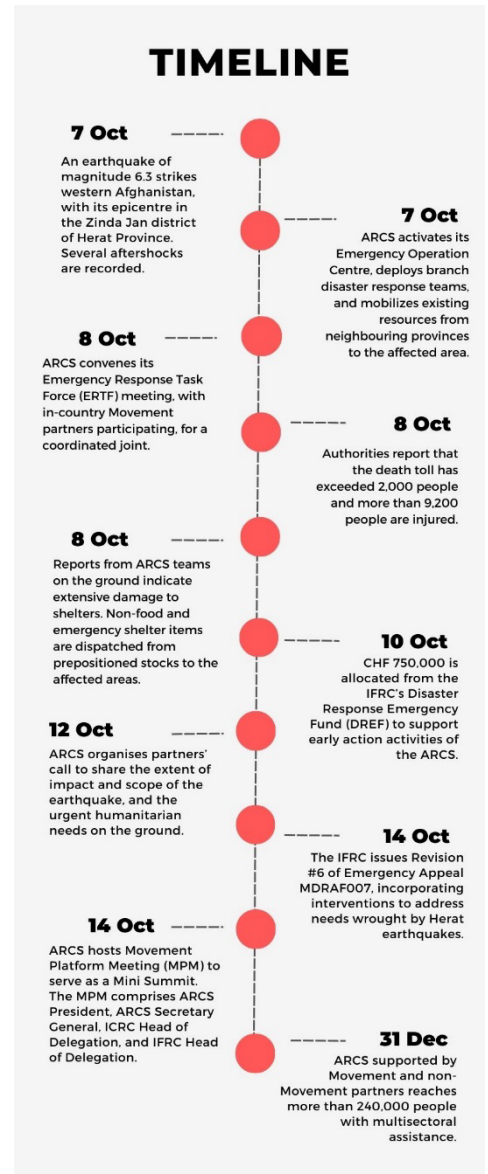 TIMELINE
7 Oct
An earthquake of
magnitude 6.3 strikes
western Afghanistan,
with its epicentre in
the Zinda Jan district
of Herat Province.
Several aftershocks
are recorded.
7 Oct
ARCS activates its
Emergency Operation
Centre, deploys branch
disaster response teams,
and mobilizes existing
resources from
neighbouring provinces
to the affected area.
8 Oct
ARCS convenes its
Emergency Response Task
Force (ERTF) meeting, with
in-country Movement
partners participating, for a
coordinated joint.
8 Oct
Authorities report that
the death toll has
exceeded 2,000 people
and more than 9,200
people are injured.
8 Oct
Reports from ARCS teams
on the ground indicate
extensive damage to
shelters. Non-food and
emergency shelter items
are dispatched from
prepositioned stocks to the
affected areas.
10 Oct
CHF 750,000 is
allocated from the
IFRC's Disaster
Response Emergency
Fund (DREF) to support
early action activities of
the ARCS.
12 Oct
ARCS organises partners'
call to share the extent of
impact and scope of the
earthquake, and the
urgent humanitarian
needs on the ground.
14 Oct
The IFRC issues Revision
#6 of Emergency Appeal
MDRAF007, incorporating
interventions to address
needs wrought by Herat
earthquakes.
14 Oct
ARCS hosts Movement
Platform Meeting (MPM) to
serve as a Mini Summit.
The MPM comprises ARCS
President, ARCS Secretary
General, ICRC Head of
Delegation, and IFRC Head
of Delegation.
31 Dec
ARCS supported by
Movement and non-
Movement partners reaches
more than 240,000 people
with multisectoral
assistance.